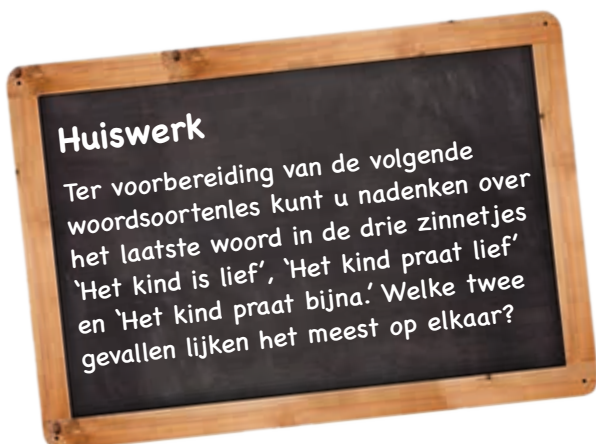 Huiswerk
Ter voorbereiding van de volgende
woordsoortenles kunt u nadenken over
het laatste woord in de drie zinnetjes
‘Het kind is lief’, ‘Het kind praat lief’
en ‘Het kind praat bijna.’ Welke twee
gevallen lijken het meest op elkaar?